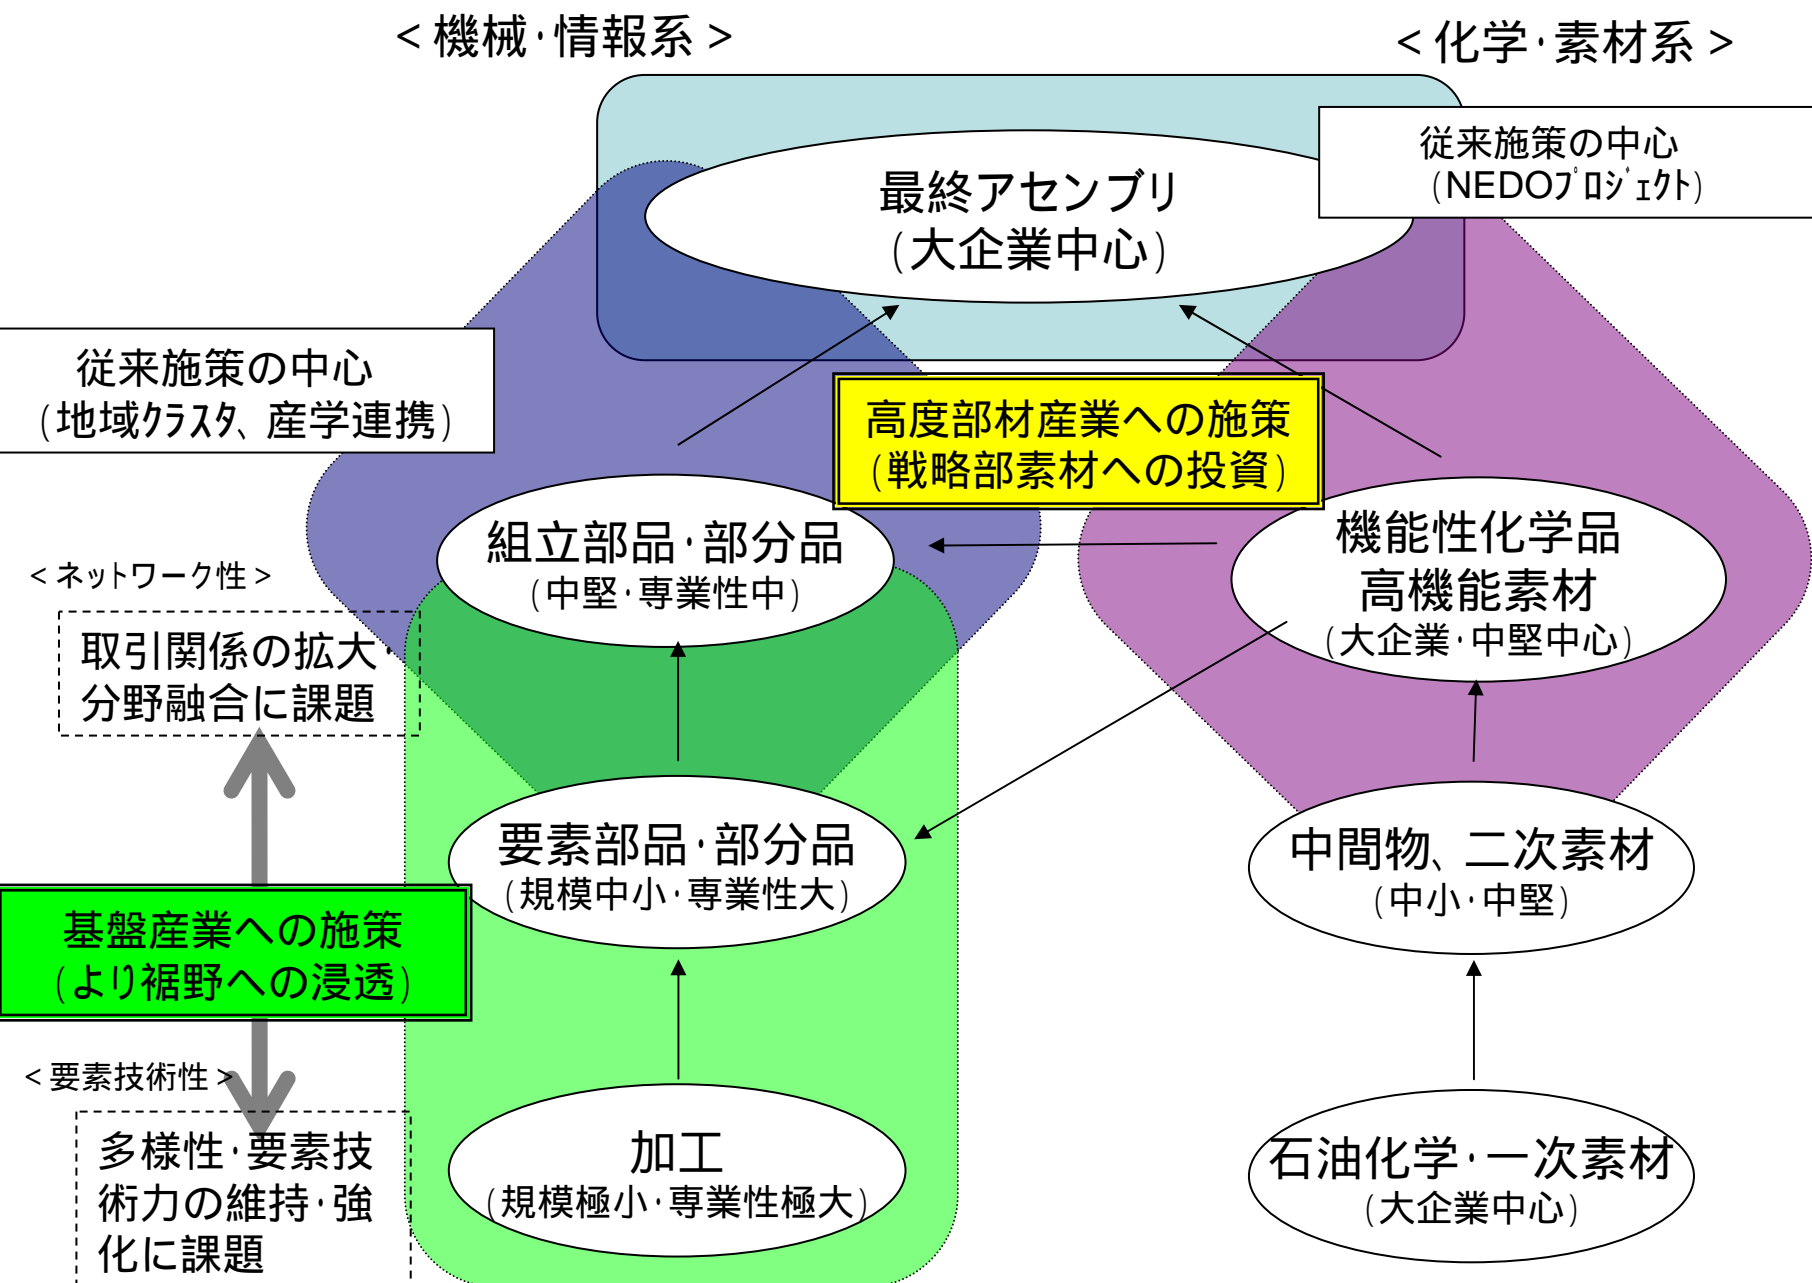 <機械・情報系>
<化学・素材系>
従来施策の中心
(NEDOプロジェクト)
最終アセンブリ
(大企業中心)
従来施策の中心
(地域クラスタ、産学連携)
高度部材産業への施策
(戦略部素材への投資)
組立部品・部分品
(中堅・専業性中)
機能性化学品
高機能素材
(大企業・中堅中心)
<ネットワーク性>
取引関係の拡大・
分野融合に課題
要素部品・部分品
(規模中小・専業性大)
中間物、二次素材
(中小・中堅)
基盤産業への施策
(より裾野への浸透)
<要素技術性>
多様性・要素技
術力の維持・強
化に課題
加工
(規模極小・専業性極大)
石油化学・一次素材
(大企業中心)